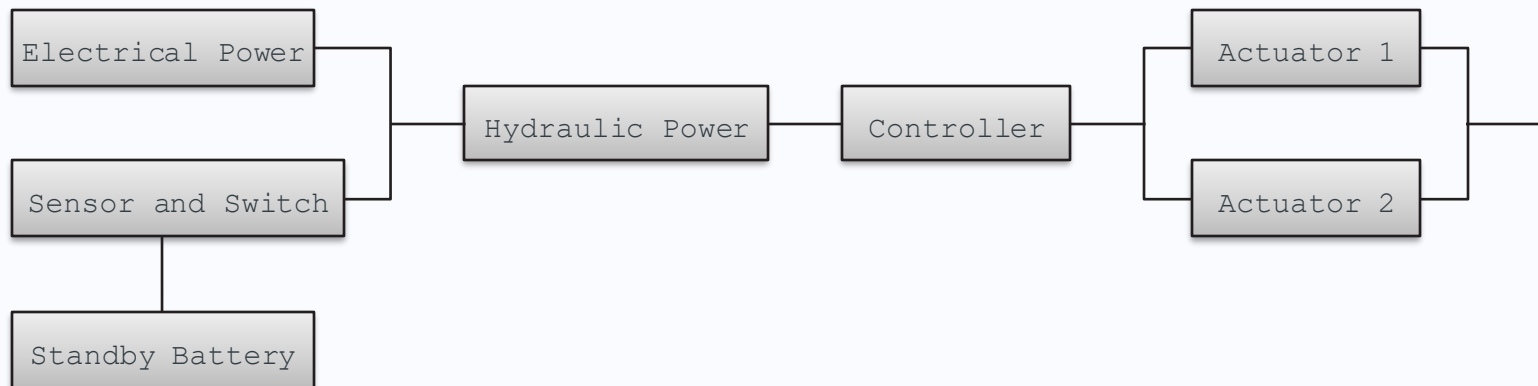 Electrical Power
Sensor and Switch
Standby Battery
Hydraulic Power
Controller
Actuator 1
Actuator 2